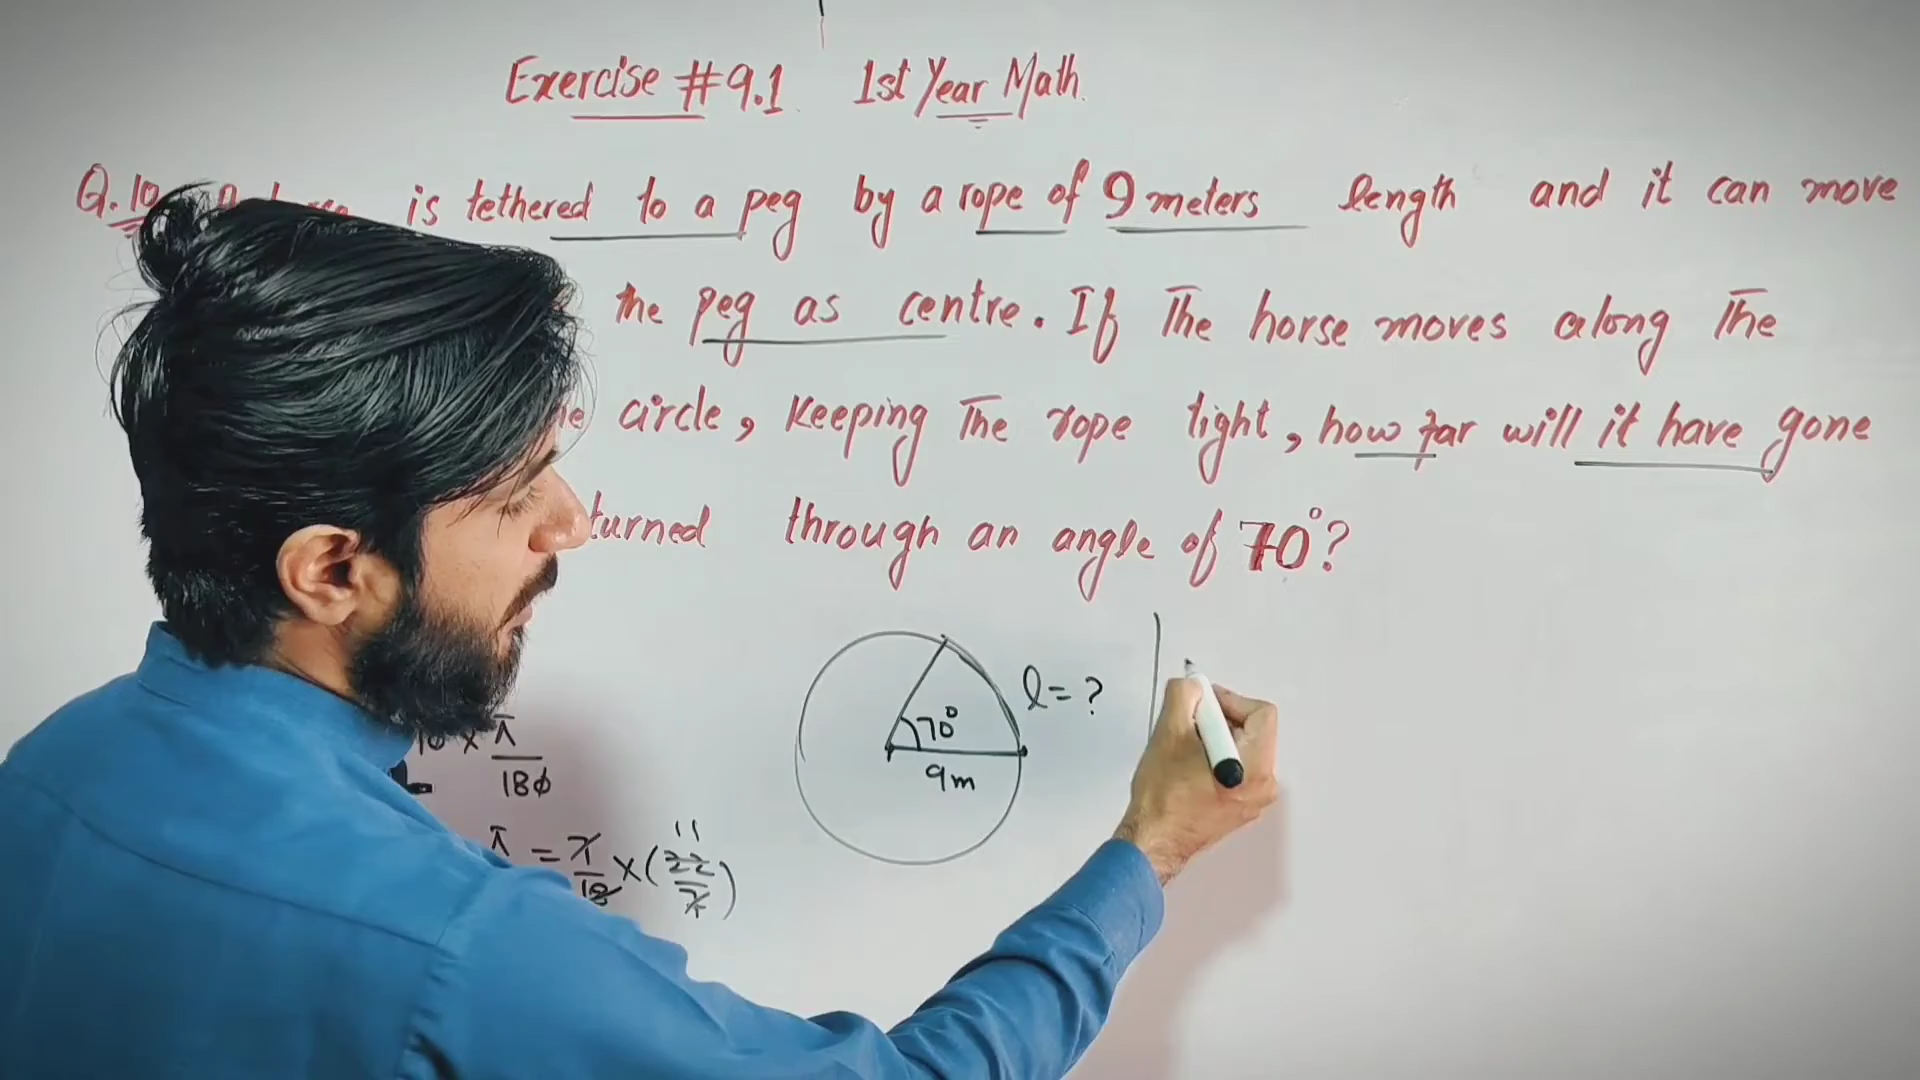 Exercise #9.1 1st Year Math.
Q.10 is tethered to a peg by a rope of 9 meters length and it can move
the peg as centre. If The horse moves along The
circle, Keeping The rope tight, how far will it have gone
turned through an angle of 70°?
l = ?
70°
9m
× π
180
π = 7/18 × (22/7)
11